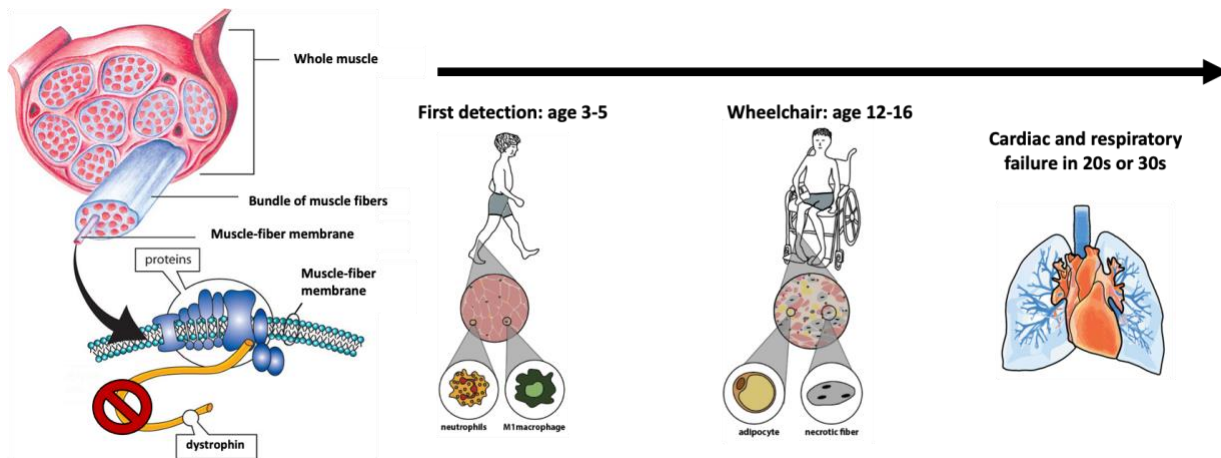 Whole muscle
Bundle of muscle fibers
Muscle-fiber membrane
proteins
Muscle-fiber
membrane
dystrophin
First detection: age 3-5
neutrophils
M1macrophage
Wheelchair: age 12-16
adipocyte
necrotic fiber
Cardiac and respiratory
failure in 20s or 30s